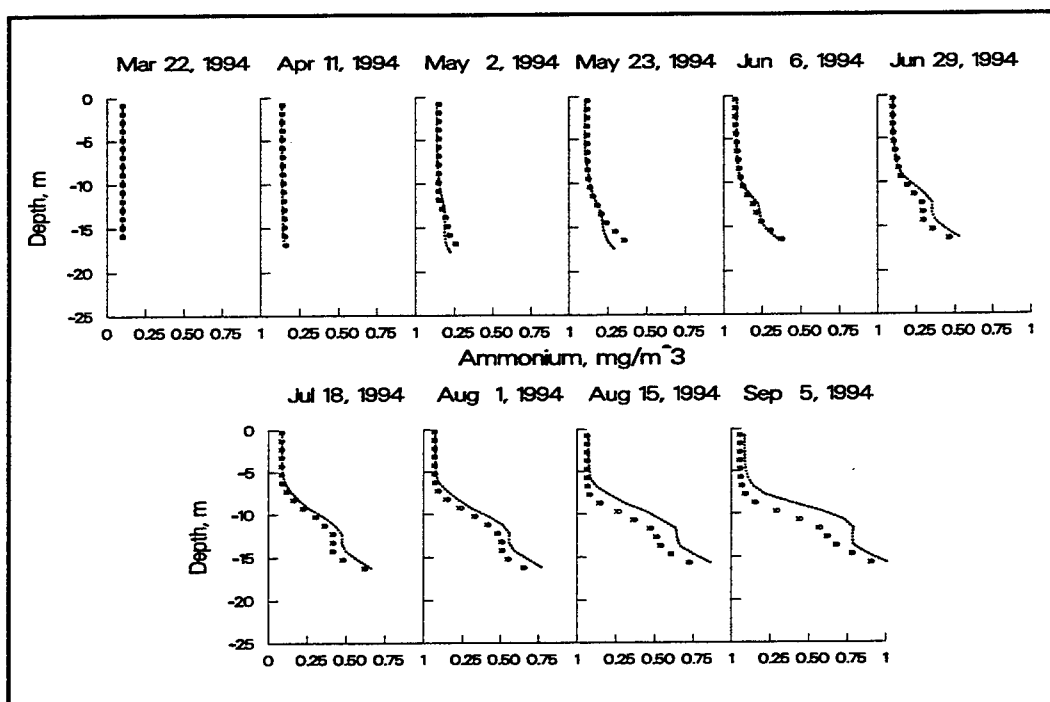 Mar 22, 1994 Apr 11, 1994 May 2, 1994 May 23, 1994 Jun 6, 1994 Jun 29, 1994
0
-5
-10
-15
-20
-25
Depth, m
0 0.25 0.50 0.75 1 0.25 0.50 0.75 1 0.25 0.50 0.75 1 0.25 0.50 0.75 1 0.25 0.50 0.75 1 0.25 0.50 0.75 1
Ammonium, mg/m^3
Jul 18, 1994 Aug 1, 1994 Aug 15, 1994 Sep 5, 1994
0
-5
-10
-15
-20
-25
Depth, m
0 0.25 0.50 0.75 1 0.25 0.50 0.75 1 0.25 0.50 0.75 1 0.25 0.50 0.75 1